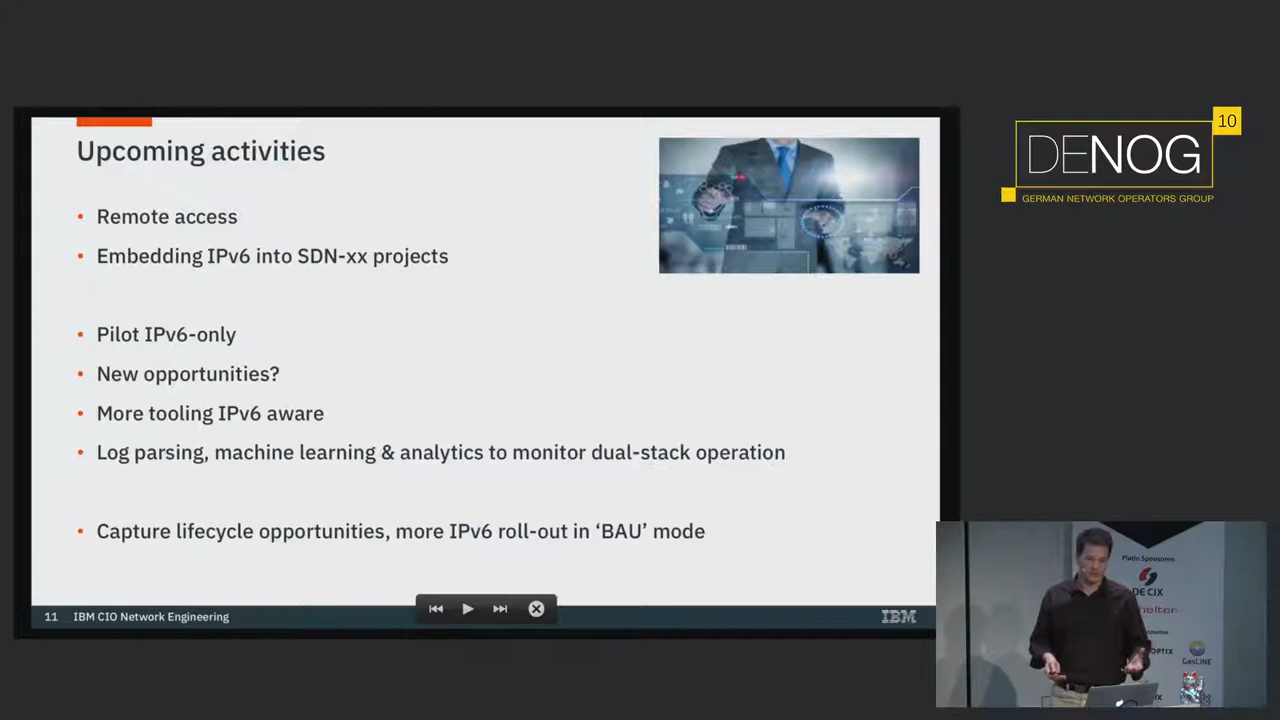 Upcoming activities
• Remote access
• Embedding IPv6 into SDN-xx projects
• Pilot IPv6-only
• New opportunities?
• More tooling IPv6 aware
• Log parsing, machine learning & analytics to monitor dual-stack operation
• Capture lifecycle opportunities, more IPv6 roll-out in ‘BAU’ mode
11 IBM CIO Network Engineering
IBM
10
DENOG
GERMAN NETWORK OPERATORS GROUP
Platin Sponsoren
DE CIX
GasLINE